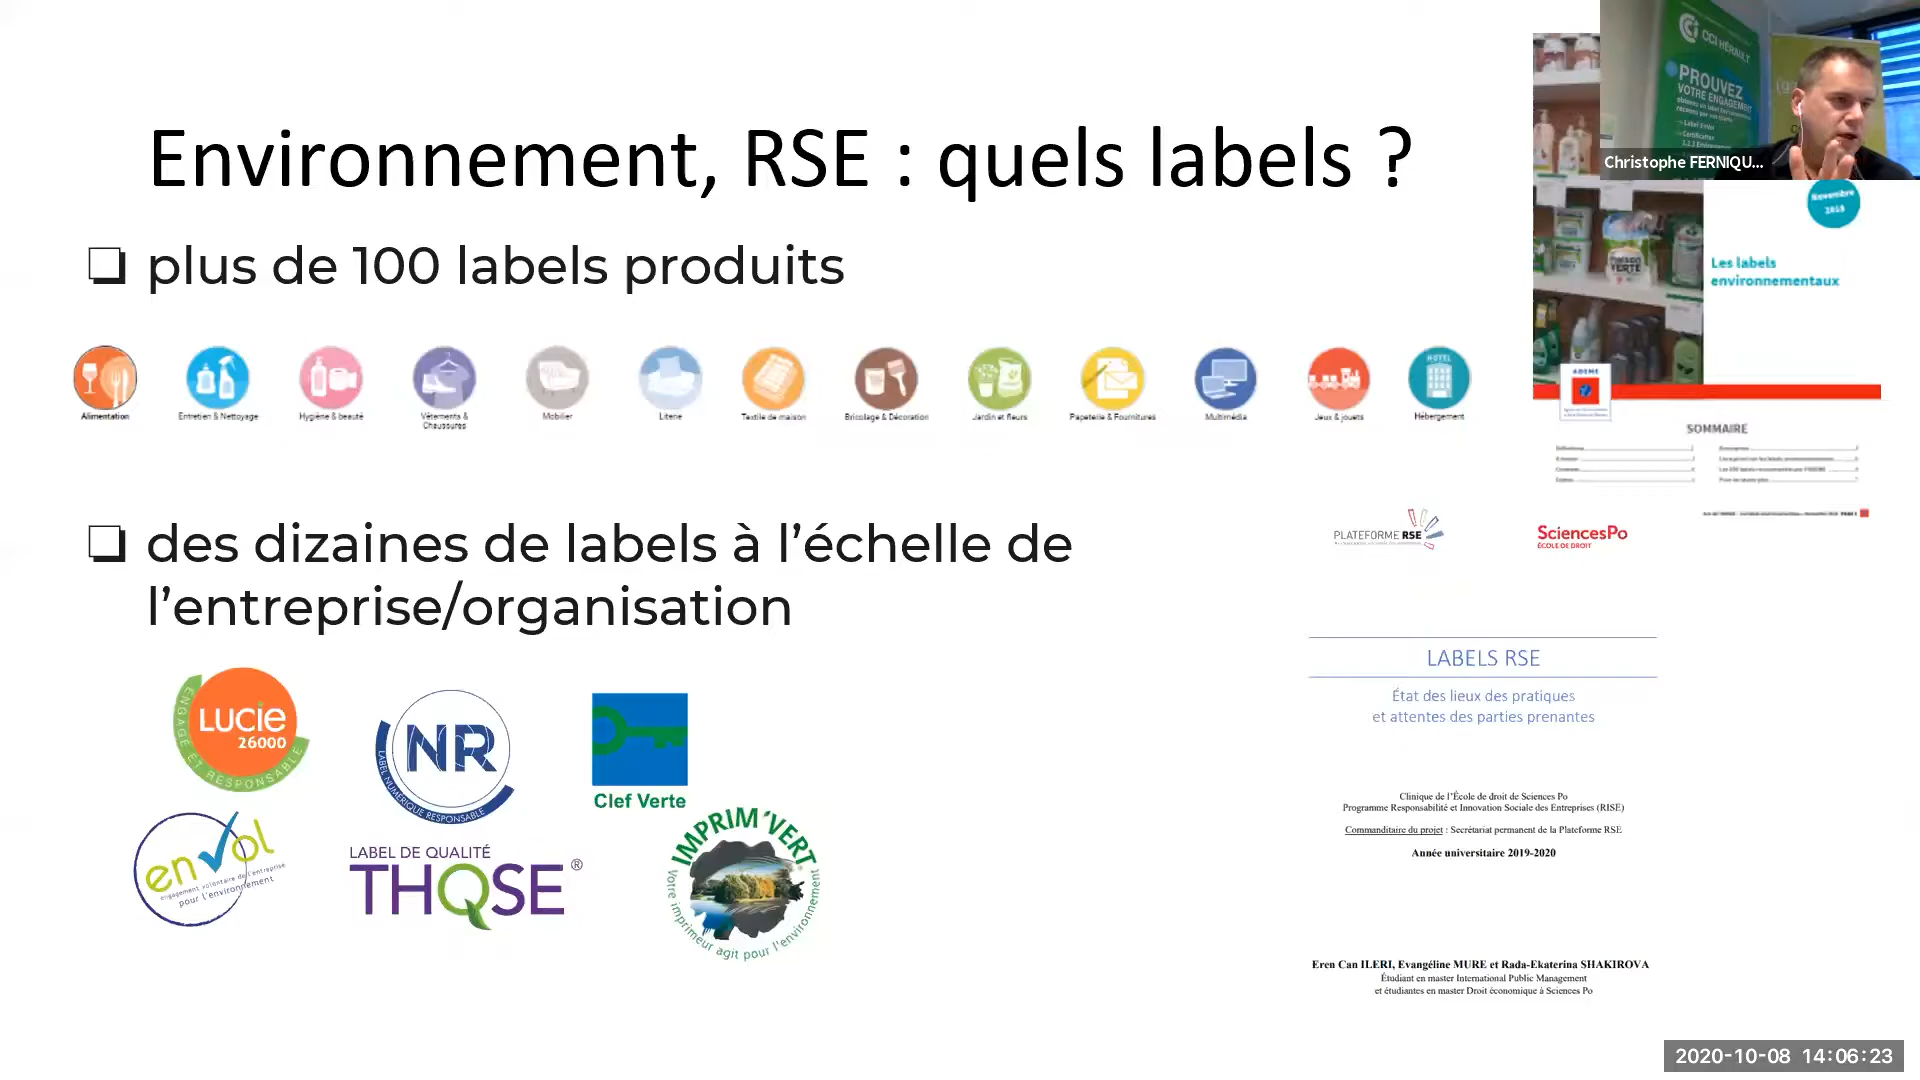 Environnement, RSE : quels labels ?
❏ plus de 100 labels produits
Alimentation
Entretien & Nettoyage
Hygiène & beauté
Vêtements &
Chaussures
Mobilier
Literie
Textile de maison
Bricolage & Décoration
Jardin et fleurs
Papeterie & Fournitures
Multimédia
Jeux & jouets
HOTEL
Hébergement
❏ des dizaines de labels à l’échelle de
l’entreprise/organisation
ENGAGÉ ET RESPONSABLE
LUCIE
26000
NR
LABEL NUMÉRIQUE RESPONSABLE
Clef Verte
envol
engagement volontaire de l'entreprise
pour l'environnement
LABEL DE QUALITÉ
THQSE®
IMPRIM'VERT
Votre imprimeur agit pour l'environnement
CCI HÉRAULT
PROUVEZ
VOTRE ENGAGEMENT
Christophe FERNIQU...
Novembre
2019
Les labels
environnementaux
ADEME
SOMMAIRE
PLATEFORME RSE
SciencesPo
ÉCOLE DE DROIT
LABELS RSE
État des lieux des pratiques
et attentes des parties prenantes
Clinique de l’École de droit de Sciences Po
Programme Responsabilité et Innovation Sociale des Entreprises (RISE)
Commanditaire du projet : Secrétariat permanent de la Plateforme RSE
Année universitaire 2019-2020
Eren Can ILERI, Evangéline MURE et Rada-Ekaterina SHAKIROVA
Étudiant en master International Public Management
et étudiantes en master Droit économique à Sciences Po
2020-10-08 14:06:23